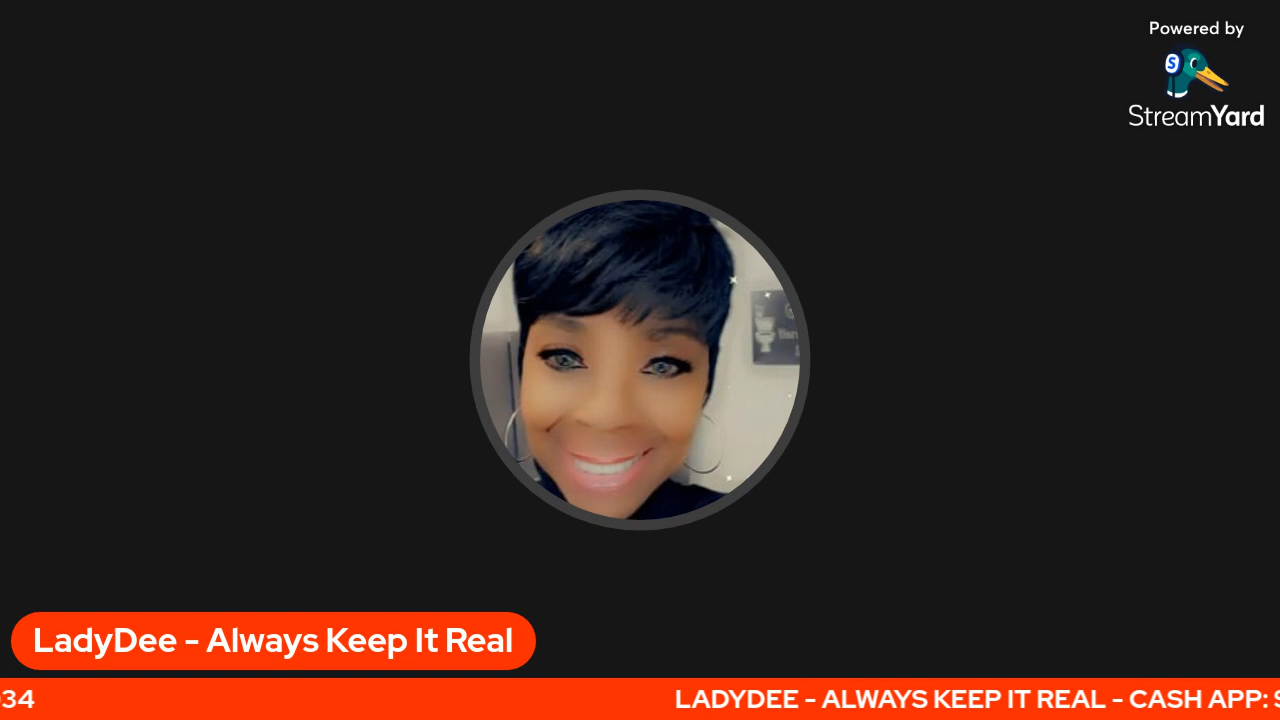 Powered by
S
StreamYard
LadyDee - Always Keep It Real
34
LADYDEE - ALWAYS KEEP IT REAL - CASH APP: